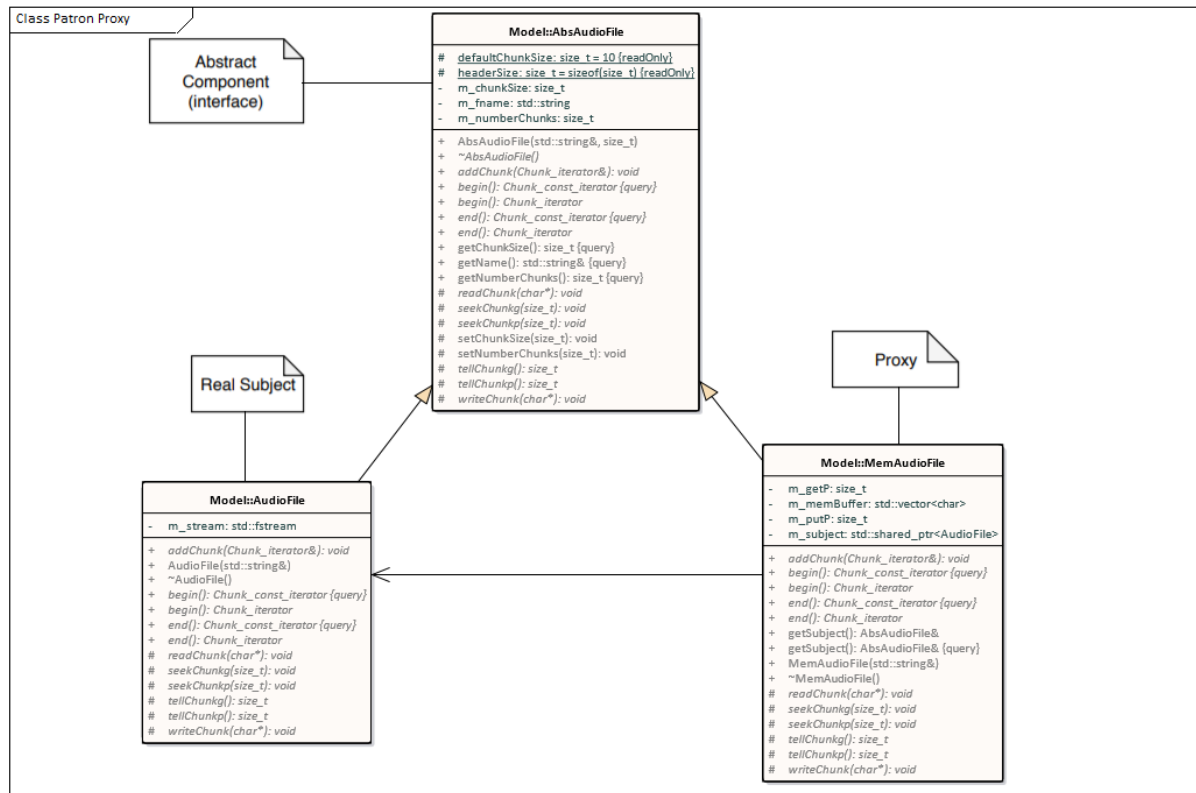 Class Patron Proxy
Abstract
Component
(interface)
Model::AbsAudioFile
# defaultChunkSize: size_t = 10 {readOnly}
# headerSize: size_t = sizeof(size_t) {readOnly}
- m_chunkSize: size_t
- m_fname: std::string
- m_numberChunks: size_t
+ AbsAudioFile(std::string&, size_t)
+ ~AbsAudioFile()
+ addChunk(Chunk_iterator&): void
+ begin(): Chunk_const_iterator {query}
+ begin(): Chunk_iterator
+ end(): Chunk_const_iterator {query}
+ end(): Chunk_iterator
+ getChunkSize(): size_t {query}
+ getName(): std::string& {query}
+ getNumberChunks(): size_t {query}
# readChunk(char*): void
# seekChunkg(size_t): void
# seekChunkp(size_t): void
# setChunkSize(size_t): void
# setNumberChunks(size_t): void
# tellChunkg(): size_t
# tellChunkp(): size_t
# writeChunk(char*): void
Real Subject
Model::AudioFile
- m_stream: std::fstream
+ addChunk(Chunk_iterator&): void
+ AudioFile(std::string&)
+ ~AudioFile()
+ begin(): Chunk_const_iterator {query}
+ begin(): Chunk_iterator
+ end(): Chunk_const_iterator {query}
+ end(): Chunk_iterator
# readChunk(char*): void
# seekChunkg(size_t): void
# seekChunkp(size_t): void
# tellChunkg(): size_t
# tellChunkp(): size_t
# writeChunk(char*): void
Proxy
Model::MemAudioFile
- m_getP: size_t
- m_memBuffer: std::vector<char>
- m_putP: size_t
- m_subject: std::shared_ptr<AudioFile>
+ addChunk(Chunk_iterator&): void
+ begin(): Chunk_const_iterator {query}
+ begin(): Chunk_iterator
+ end(): Chunk_const_iterator {query}
+ end(): Chunk_iterator
+ getSubject(): AbsAudioFile&
+ getSubject(): AbsAudioFile& {query}
+ MemAudioFile(std::string&)
+ ~MemAudioFile()
# readChunk(char*): void
# seekChunkg(size_t): void
# seekChunkp(size_t): void
# tellChunkg(): size_t
# tellChunkp(): size_t
# writeChunk(char*): void